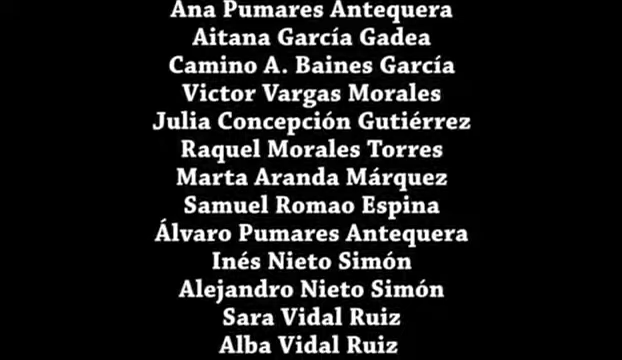 Ana Pumares Antequera
Aitana García Gadea
Camino A. Baines García
Victor Vargas Morales
Julia Concepción Gutiérrez
Raquel Morales Torres
Marta Aranda Márquez
Samuel Romao Espina
Álvaro Pumares Antequera
Inés Nieto Simón
Alejandro Nieto Simón
Sara Vidal Ruiz
Alba Vidal Ruiz